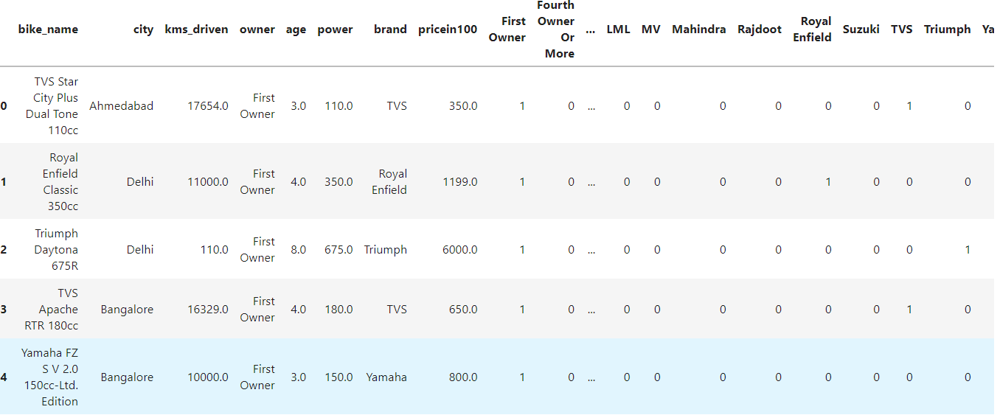 bike_name city kms_driven owner age power brand pricein100 First Owner Fourth Owner Or More ... LML MV Mahindra Rajdoot Royal Enfield Suzuki TVS Triumph Ya
0 TVS Star City Plus Dual Tone 110cc Ahmedabad 17654.0 First Owner 3.0 110.0 TVS 350.0 1 0 ... 0 0 0 0 0 0 1 0
1 Royal Enfield Classic 350cc Delhi 11000.0 First Owner 4.0 350.0 Royal Enfield 1199.0 1 0 ... 0 0 0 0 1 0 0 0
2 Triumph Daytona 675R Delhi 110.0 First Owner 8.0 675.0 Triumph 6000.0 1 0 ... 0 0 0 0 0 0 0 1
3 TVS Apache RTR 180cc Bangalore 16329.0 First Owner 4.0 180.0 TVS 650.0 1 0 ... 0 0 0 0 0 0 1 0
4 Yamaha FZ S V 2.0 150cc-Ltd. Edition Bangalore 10000.0 First Owner 3.0 150.0 Yamaha 800.0 1 0 ... 0 0 0 0 0 0 0 0